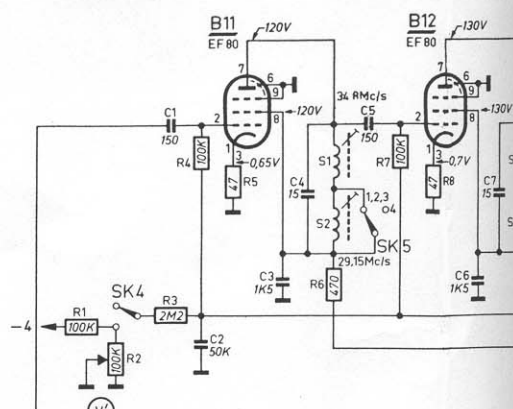 B11
EF80
120V
B12
EF80
130V
7
6
9
8
2
1
3
120V
0,65V
C1
150
R4
100K
R5
47
C4
15
34 8Mc/s
C5
150
S1
S2
1,2,3
4
SK5
29,15Mc/s
R7
100K
7
6
9
8
2
1
3
130V
0,7V
R8
47
C7
15
S
S
C3
1K5
R6
470
C6
1K5
SK4
R3
2M2
-4
R1
100K
R2
100K
C2
50K